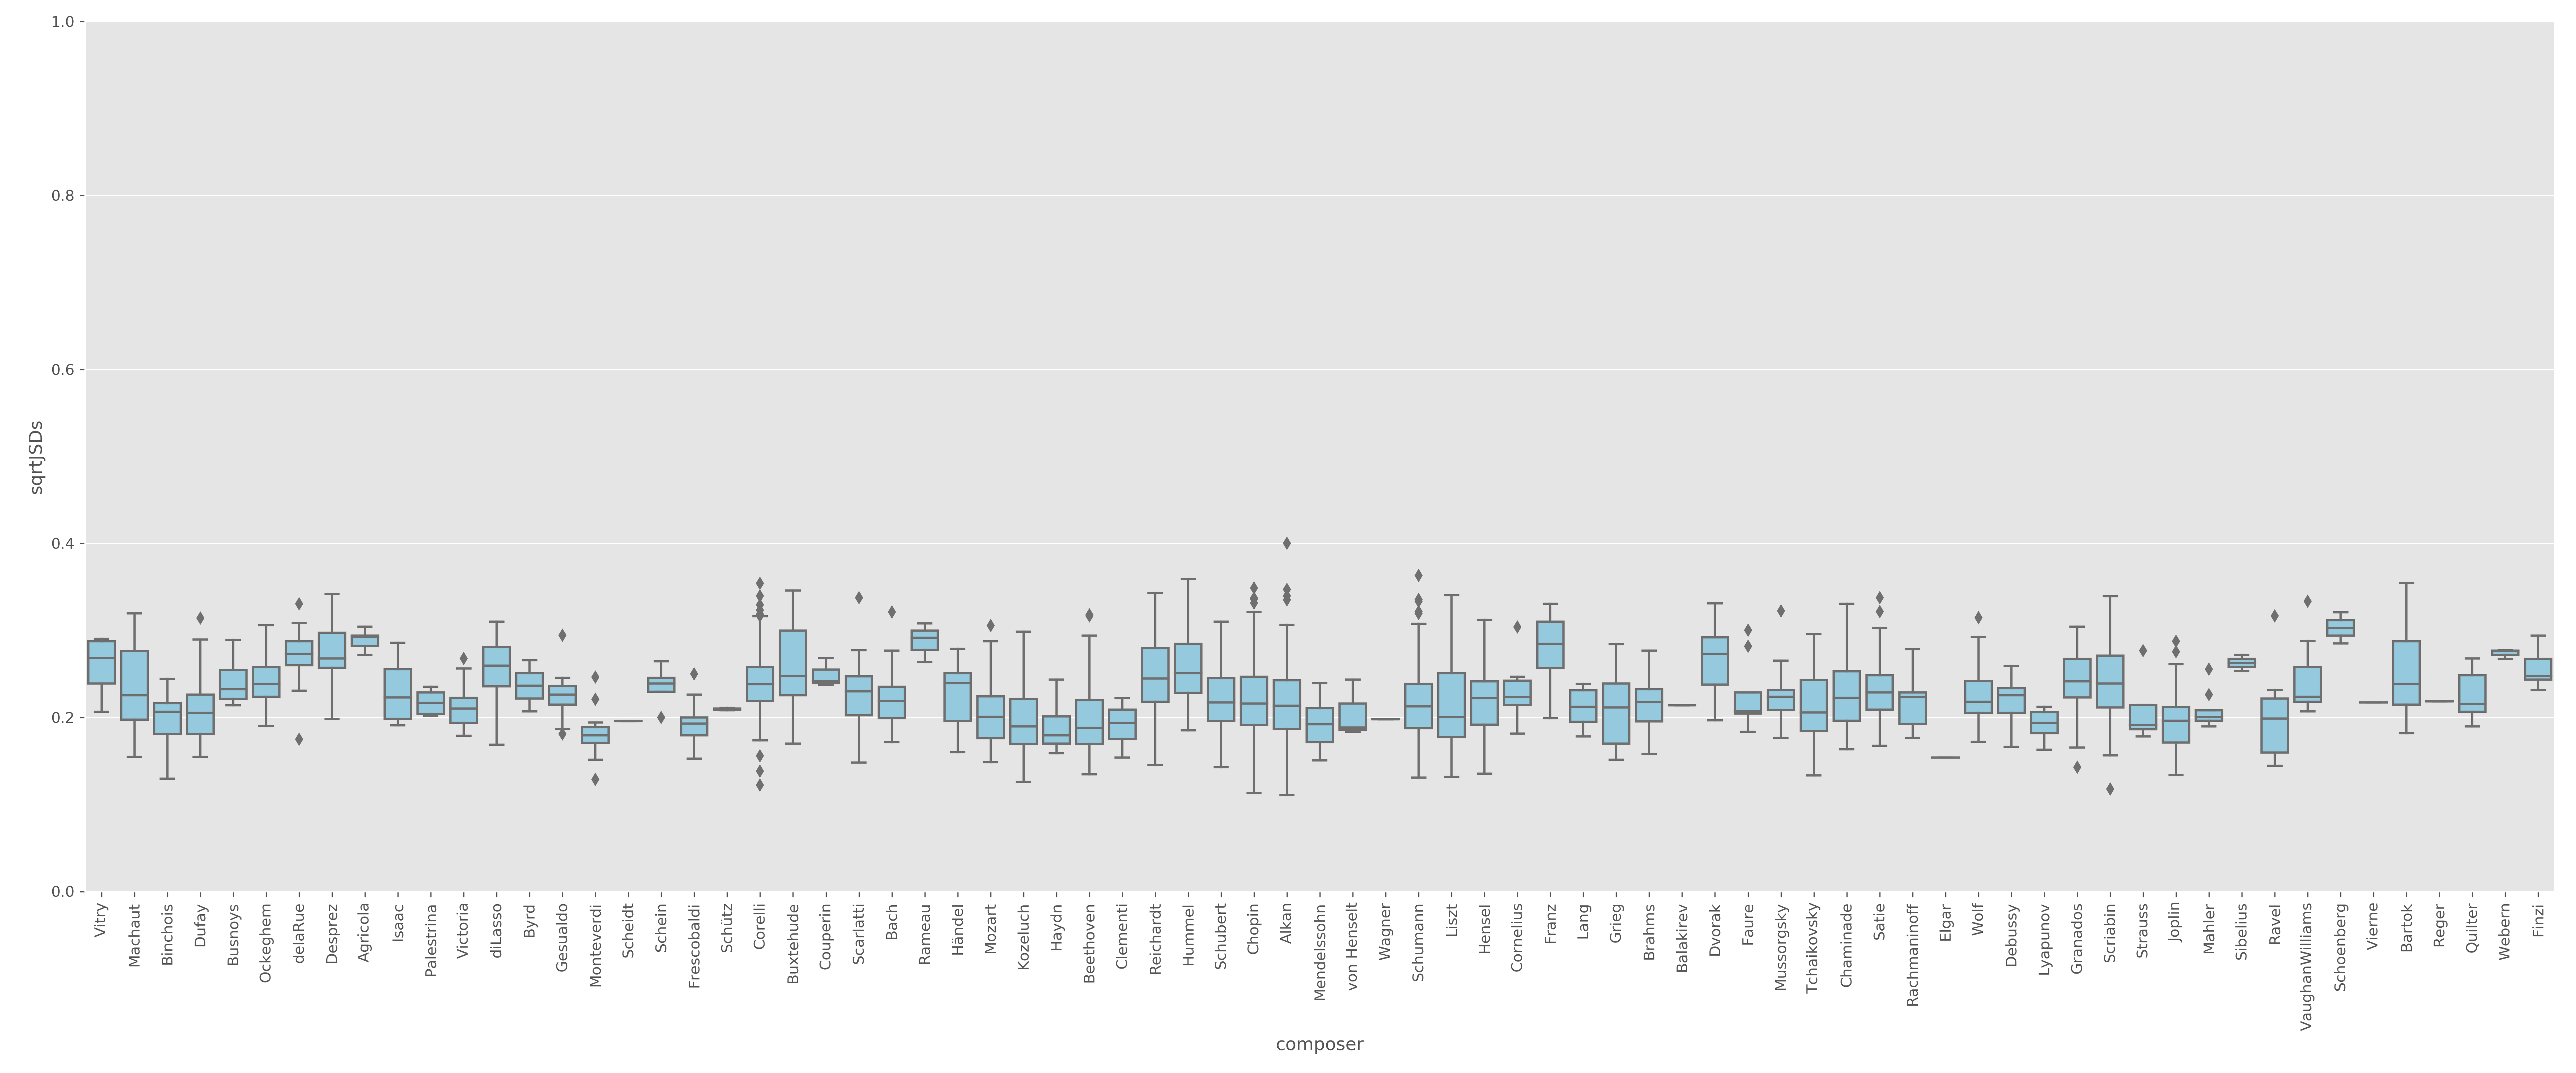 1.0
0.8
0.6
0.4
0.2
0.0
sqrtJSDs
Vitry
Machaut
Binchois
Dufay
Busnoys
Ockeghem
delaRue
Desprez
Agricola
Isaac
Palestrina
Victoria
diLasso
Byrd
Gesualdo
Monteverdi
Scheidt
Schein
Frescobaldi
Schütz
Corelli
Buxtehude
Couperin
Scarlatti
Bach
Rameau
Händel
Mozart
Kozeluch
Haydn
Beethoven
Clementi
Reichardt
Hummel
Schubert
Chopin
Alkan
Mendelssohn
von Henselt
Wagner
Schumann
Liszt
Hensel
Cornelius
Franz
Lang
Grieg
Brahms
Balakirev
Dvorak
Faure
Mussorgsky
Tchaikovsky
Chaminade
Satie
Rachmaninoff
Elgar
Wolf
Debussy
Lyapunov
Granados
Scriabin
Strauss
Joplin
Mahler
Sibelius
Ravel
VaughanWilliams
Schoenberg
Vierne
Bartok
Reger
Quilter
Webern
Finzi
composer